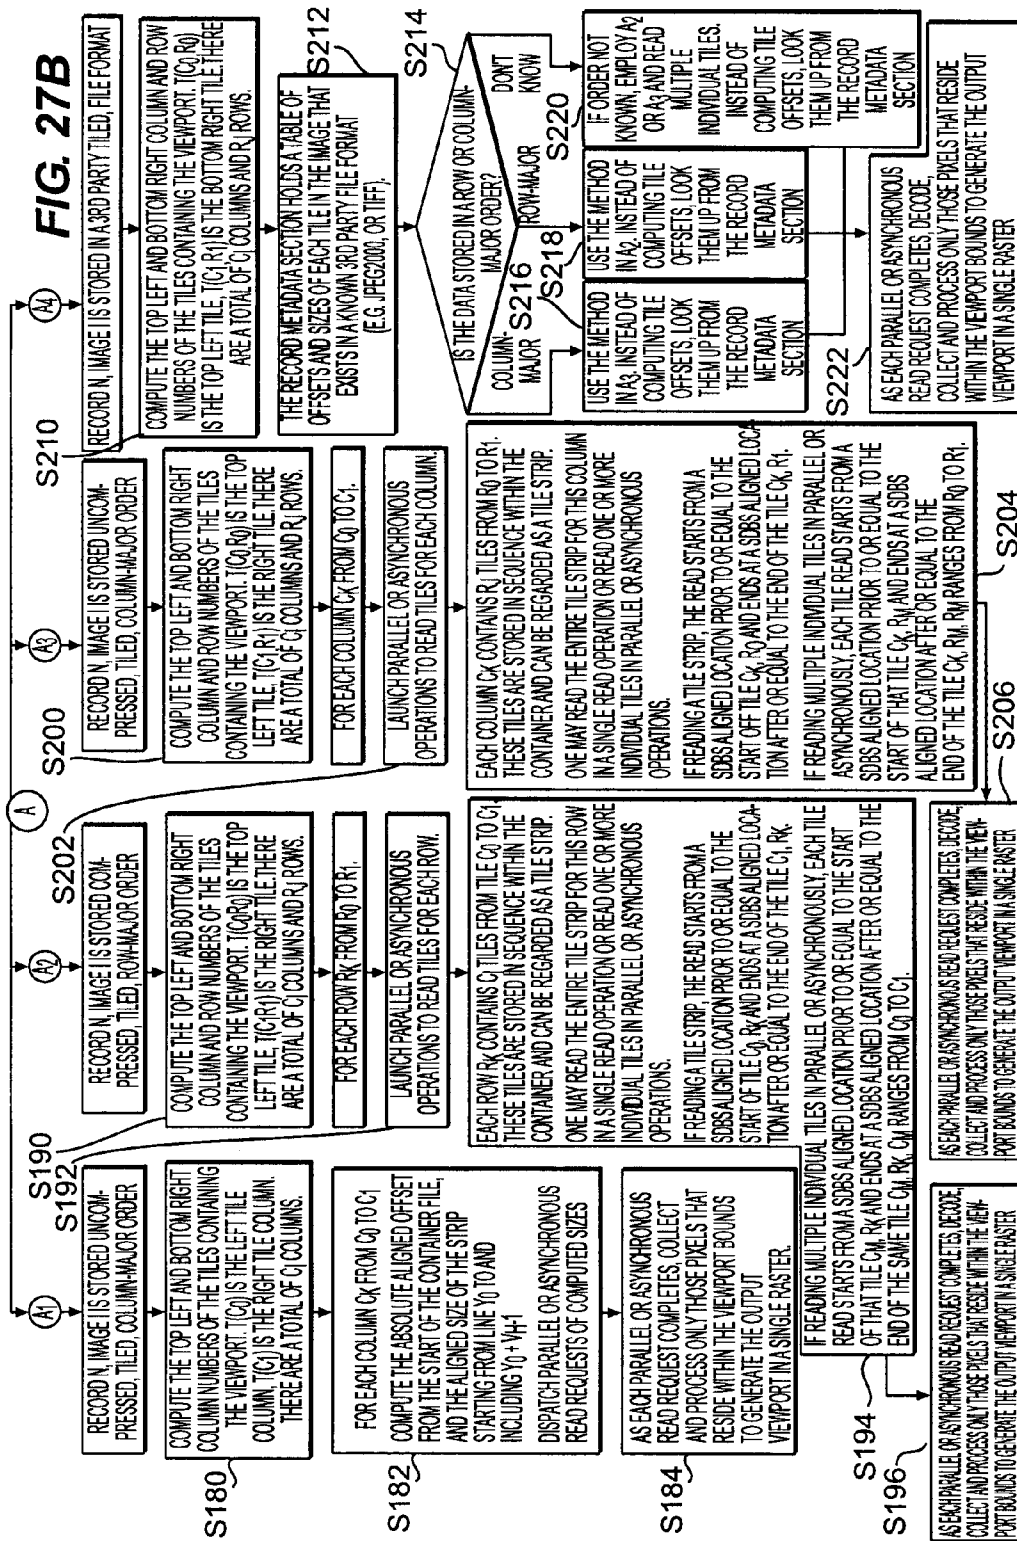 FIG. 27B
A
A1
RECORD N, IMAGE IS STORED UNCOM-
PRESSED, TILED COLUMN-MAJOR ORDER
COMPUTE THE TOP LEFT AND BOTTOM RIGHT
COLUMN NUMBERS OF THE TILES CONTAINING
THE VIEWPORT. T(C0) IS THE LEFT TILE
COLUMN, T(C1) IS THE RIGHT TILE COLUMN.
THERE ARE A TOTAL OF Cj COLUMNS.
S180
FOR EACH COLUMN CK FROM C0 TO C1
COMPUTE THE ABSOLUTE ALIGNED OFFSET
FROM THE START OF THE CONTAINER FILE,
AND THE ALIGNED SIZE OF THE STRIP
STARTING FROM LINE Y0 TO AND
INCLUDING Y0 + VH-1
DISPATCH PARALLEL OR ASYNCHRONOUS
READ REQUESTS OF COMPUTED SIZES
S182
AS EACH PARALLEL OR ASYNCHRONOUS
READ REQUEST COMPLETES, COLLECT
AND PROCESS ONLY THOSE PIXELS THAT
RESIDE WITHIN THE VIEWPORT BOUNDS
TO GENERATE THE OUTPUT
VIEWPORT IN A SINGLE RASTER.
S184
A2
RECORD N, IMAGE IS STORED COM-
PRESSED, TILED, ROW-MAJOR ORDER
S190
COMPUTE THE TOP LEFT AND BOTTOM RIGHT
COLUMN AND ROW NUMBERS OF THE TILES
CONTAINING THE VIEWPORT. T(C0R0) IS THE TOP
LEFT TILE, T(C1R1) IS THE RIGHT TILE. THERE
ARE A TOTAL OF Cj COLUMNS AND Rj ROWS.
FOR EACH ROW RK FROM R0 TO R1.
S192
LAUNCH PARALLEL OR ASYNCHRONOUS
OPERATIONS TO READ TILES FOR EACH ROW.
EACH ROW RK CONTAINS Cj TILES FROM TILE C0 TO C1.
THESE TILES ARE STORED IN SEQUENCE WITHIN THE
CONTAINER AND CAN BE REGARDED AS A TILE STRIP.
ONE MAY READ THE ENTIRE TILE STRIP FOR THIS ROW
IN A SINGLE READ OPERATION OR READ ONE OR MORE
INDIVIDUAL TILES IN PARALLEL OR ASYNCHRONOUS
OPERATIONS.
IF READING A TILE STRIP, THE READ STARTS FROM A
SDBS ALIGNED LOCATION PRIOR TO OR EQUAL TO THE
START OF TILE C0, RK AND ENDS AT A SDBS ALIGNED LOCA-
TION AFTER OR EQUAL TO THE END OF THE TILE C1, RK.
IF READING MULTIPLE INDIVIDUAL TILES IN PARALLEL OR ASYNCHRONOUSLY, EACH TILE
READ STARTS FROM A SDBS ALIGNED LOCATION PRIOR TO OR EQUAL TO THE START
OF THAT TILE CM, RK AND ENDS AT A SDBS ALIGNED LOCATION AFTER OR EQUAL TO THE
END OF THE SAME TILE CM, RK, CM RANGES FROM C0 TO C1.
S194
S196
AS EACH PARALLEL OR ASYNCHRONOUS READ REQUEST COMPLETES, DECODE,
COLLECT AND PROCESS ONLY THOSE PIXELS THAT RESIDE WITHIN THE VIEW-
PORT BOUNDS TO GENERATE THE OUTPUT VIEWPORT IN A SINGLE RASTER
A3
RECORD N, IMAGE IS STORED UNCOM-
PRESSED, TILED, COLUMN-MAJOR ORDER
S200
COMPUTE THE TOP LEFT AND BOTTOM RIGHT
COLUMN AND ROW NUMBERS OF THE TILES
CONTAINING THE VIEWPORT. T(C0, R0) IS THE TOP
LEFT TILE, T(C1, R1) IS THE RIGHT TILE. THERE
ARE A TOTAL OF Cj COLUMNS AND Rj ROWS.
FOR EACH COLUMN CK FROM C0 TO C1.
S202
LAUNCH PARALLEL OR ASYNCHRONOUS
OPERATIONS TO READ TILES FOR EACH COLUMN.
EACH COLUMN CK CONTAINS Rj TILES FROM R0 TO R1.
THESE TILES ARE STORED IN SEQUENCE WITHIN THE
CONTAINER AND CAN BE REGARDED AS A TILE STRIP.
ONE MAY READ THE ENTIRE TILE STRIP FOR THIS COLUMN
IN A SINGLE READ OPERATION OR READ ONE OR MORE
INDIVIDUAL TILES IN PARALLEL OR ASYNCHRONOUS
OPERATIONS.
IF READING A TILE STRIP, THE READ STARTS FROM A
SDBS ALIGNED LOCATION PRIOR TO OR EQUAL TO THE
START OFF TILE CK, R0 AND ENDS AT A SDBS ALIGNED LOCA
TION AFTER OR EQUAL TO THE END OF THE TILE CK, R1.
IF READING MULTIPLE INDIVIDUAL TILES IN PARALLEL OR
ASYNCHRONOUSLY, EACH TILE READ STARTS FROM A
SDBS ALIGNED LOCATION PRIOR TO OR EQUAL TO THE
START OF THAT TILE CK, RM AND ENDS AT A SDBS
ALIGNED LOCATION AFTER OR EQUAL TO THE
END OF THE TILE CK, RM, RM RANGES FROM R0 TO R1.
S204
S206
AS EACH PARALLEL OR ASYNCHRONOUS READ REQUEST COMPLETES, DECODE,
COLLECT AND PROCESS ONLY THOSE PIXELS THAT RESIDE WITHIN THE VIEW-
PORT BOUNDS TO GENERATE THE OUTPUT VIEWPORT IN A SINGLE RASTER
A4
RECORD N, IMAGE IS STORED IN A 3RD PARTY TILED, FILE FORMAT
S210
COMPUTE THE TOP LEFT AND BOTTOM RIGHT COLUMN AND ROW
NUMBERS OF THE TILES CONTAINING THE VIEWPORT. T(C0, R0)
IS THE TOP LEFT TILE, T(C1, R1) IS THE BOTTOM RIGHT TILE. THERE
ARE A TOTAL OF Cj COLUMNS AND Rj ROWS.
S212
THE RECORD METADATA SECTION HOLDS A TABLE OF
OFFSETS AND SIZES OF EACH TILE IN THE IMAGE THAT
EXISTS IN A KNOWN 3RD PARTY FILE FORMAT
(E.G. JPEG2000, OR TIFF).
S214
IS THE DATA STORED IN A ROW OR COLUMN-
MAJOR ORDER?
COLUMN-
MAJOR
ROW-MAJOR
DON'T
KNOW
S216
USE THE METHOD
IN A3. INSTEAD OF
COMPUTING TILE
OFFSETS, LOOK
THEM UP FROM
THE RECORD
METADATA
SECTION
S218
USE THE METHOD
IN A2. INSTEAD OF
COMPUTING TILE
OFFSETS, LOOK
THEM UP FROM
THE RECORD
METADATA
SECTION
S220
IF ORDER NOT
KNOWN, EMPLOY A2
OR A3 AND READ
MULTIPLE
INDIVIDUAL TILES.
INSTEAD OF
COMPUTING TILE
OFFSETS, LOOK
THEM UP FROM
THE RECORD
METADATA
SECTION
S222
AS EACH PARALLEL OR ASYNCHRONOUS
READ REQUEST COMPLETES DECODE,
COLLECT AND PROCESS ONLY THOSE PIXELS THAT RESIDE
WITHIN THE VIEWPORT BOUNDS TO GENERATE THE OUTPUT
VIEWPORT IN A SINGLE RASTER